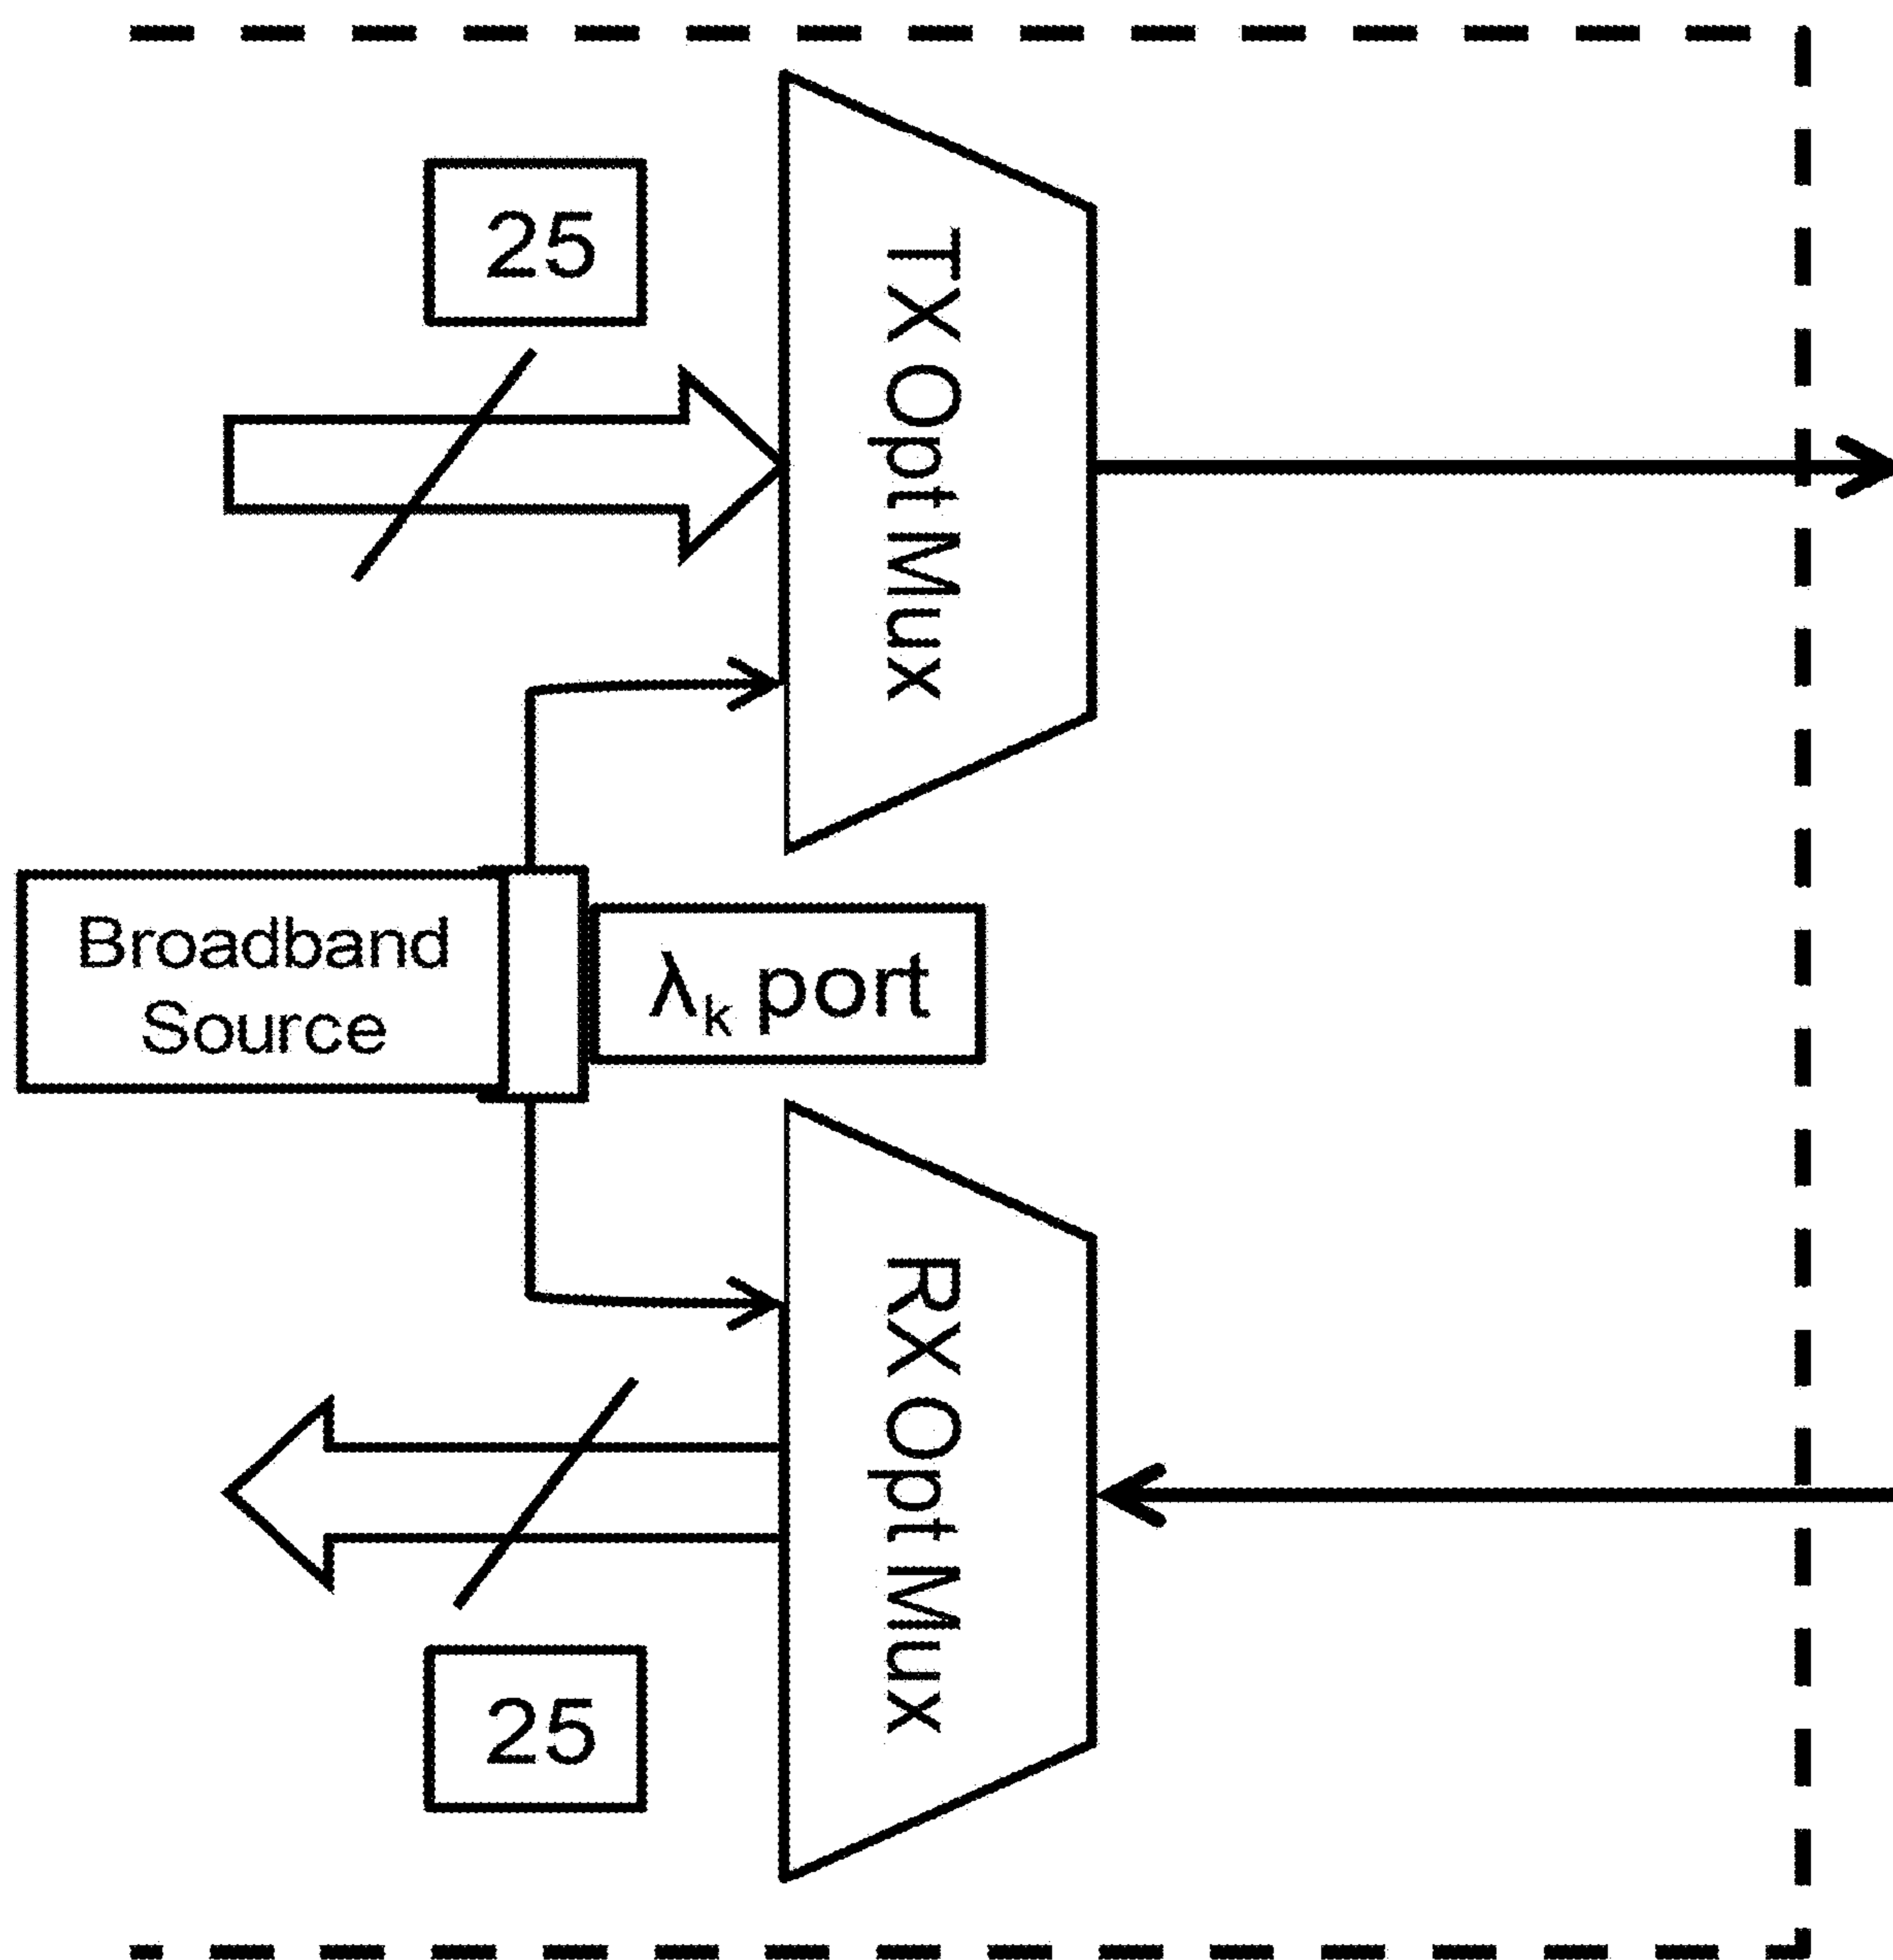 25
TX Opt Mux
Broadband
Source
λₖ port
RX Opt Mux
25